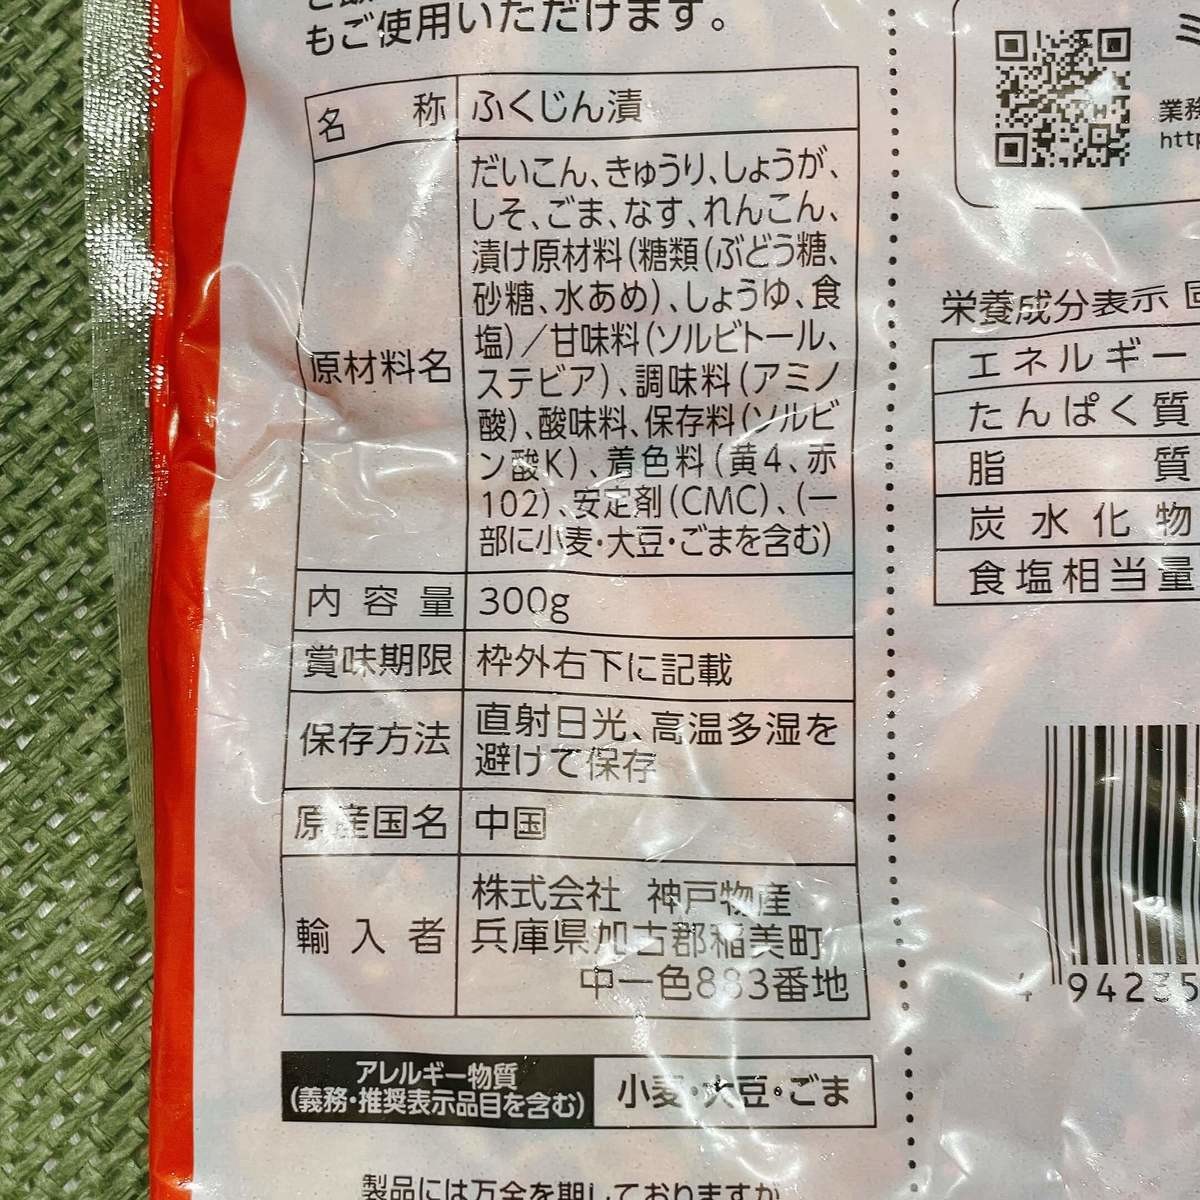 もご使用いただけます。
名称 ふくじん漬
原材料名
だいこん、きゅうり、しょうが、
しそ、ごま、なす、れんこん、
漬け原材料(糖類(ぶどう糖、
砂糖、水あめ)、しょうゆ、食
塩)／甘味料(ソルビトール、
ステビア)、調味料(アミノ
酸)、酸味料、保存料(ソルビ
ン酸K)、着色料(黄4、赤
102)、安定剤(CMC)、(一
部に小麦・大豆・ごまを含む)
内容量 300g
賞味期限 枠外右下に記載
保存方法 直射日光、高温多湿を
避けて保存
原産国名 中国
輸入者
株式会社 神戸物産
兵庫県加古郡稲美町
中一色883番地
アレルギー物質
(義務・推奨表示品目を含む)
小麦・大豆・ごま
製品には万全を期しておりますが
業務
http
栄養成分表示
エネルギー
たんぱく質
脂質
炭水化物
食塩相当量
4 94235